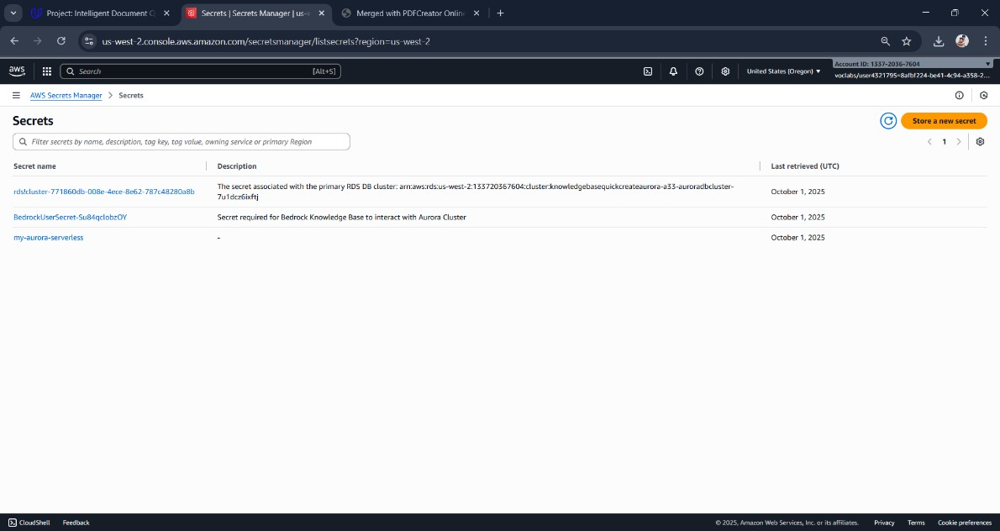 Project: Intelligent Document Q
Secrets | Secrets Manager | us-w
Merged with PDFCreator Online
us-west-2.console.aws.amazon.com/secretsmanager/listsecrets?region=us-west-2
aws
Search
[Alt+S]
United States (Oregon)
Account ID: 1337-2036-7604
voclabs/user4321795=8afbf224-be41-4c94-a358-2...
AWS Secrets Manager
Secrets
Secrets
Store a new secret
Filter secrets by name, description, tag key, tag value, owning service or primary Region
1
Secret name
Description
Last retrieved (UTC)
rds!cluster-771860db-008e-4ece-8e62-787c48280a8b
The secret associated with the primary RDS DB cluster: arn:aws:rds:us-west-2:133720367604:cluster:knowledgebasequickcreateaurora-a33-auroradbcluster-
7u1dcz6ixftj
October 1, 2025
BedrockUserSecret-Su84qclobzOY
Secret required for Bedrock Knowledge Base to interact with Aurora Cluster
October 1, 2025
my-aurora-serverless
-
October 1, 2025
CloudShell
Feedback
© 2025, Amazon Web Services, Inc. or its affiliates.
Privacy
Terms
Cookie preferences